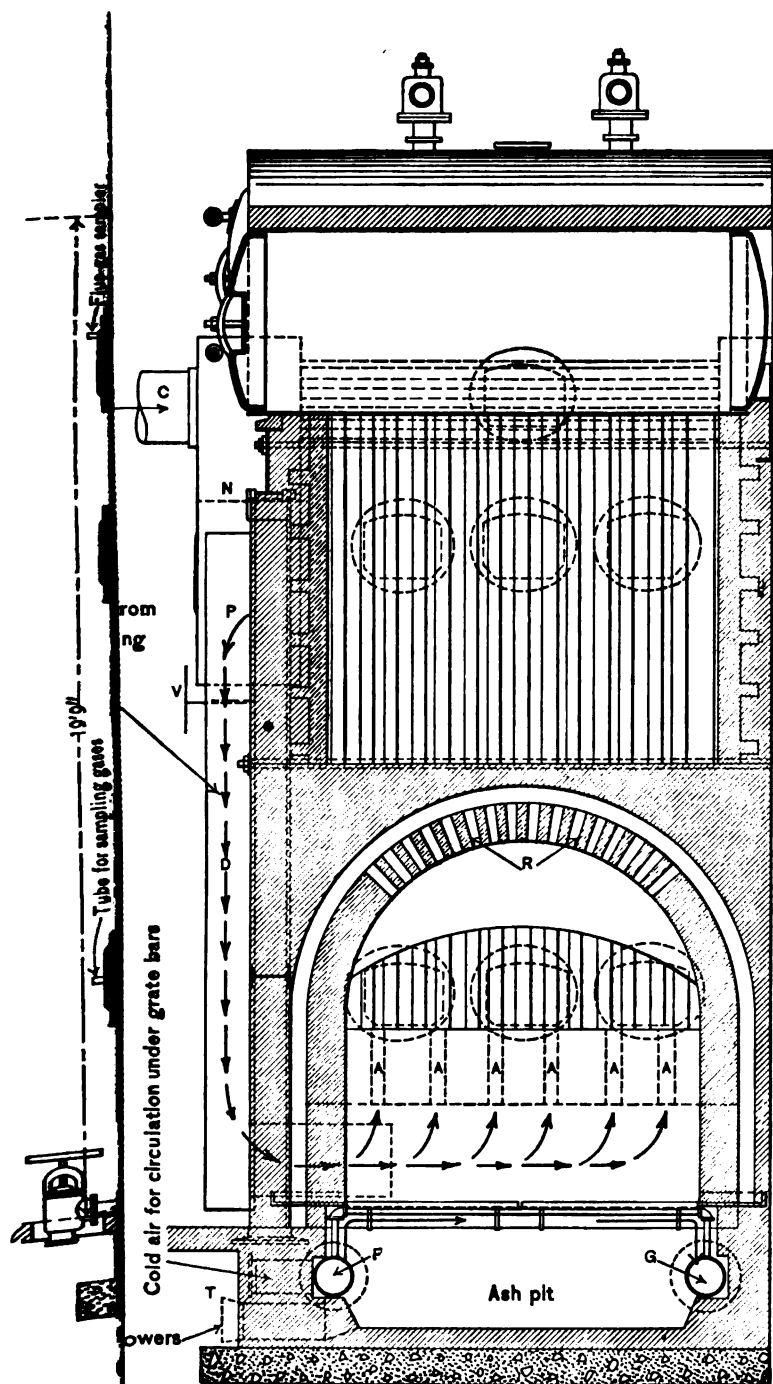 Flue-gas sampler
C
N
P
rom
ng
V
19'0"
Tube for sampling gases
D
R
Cold air for circulation under grate bars
A A A A A A
F
G
Ash pit
T
owers